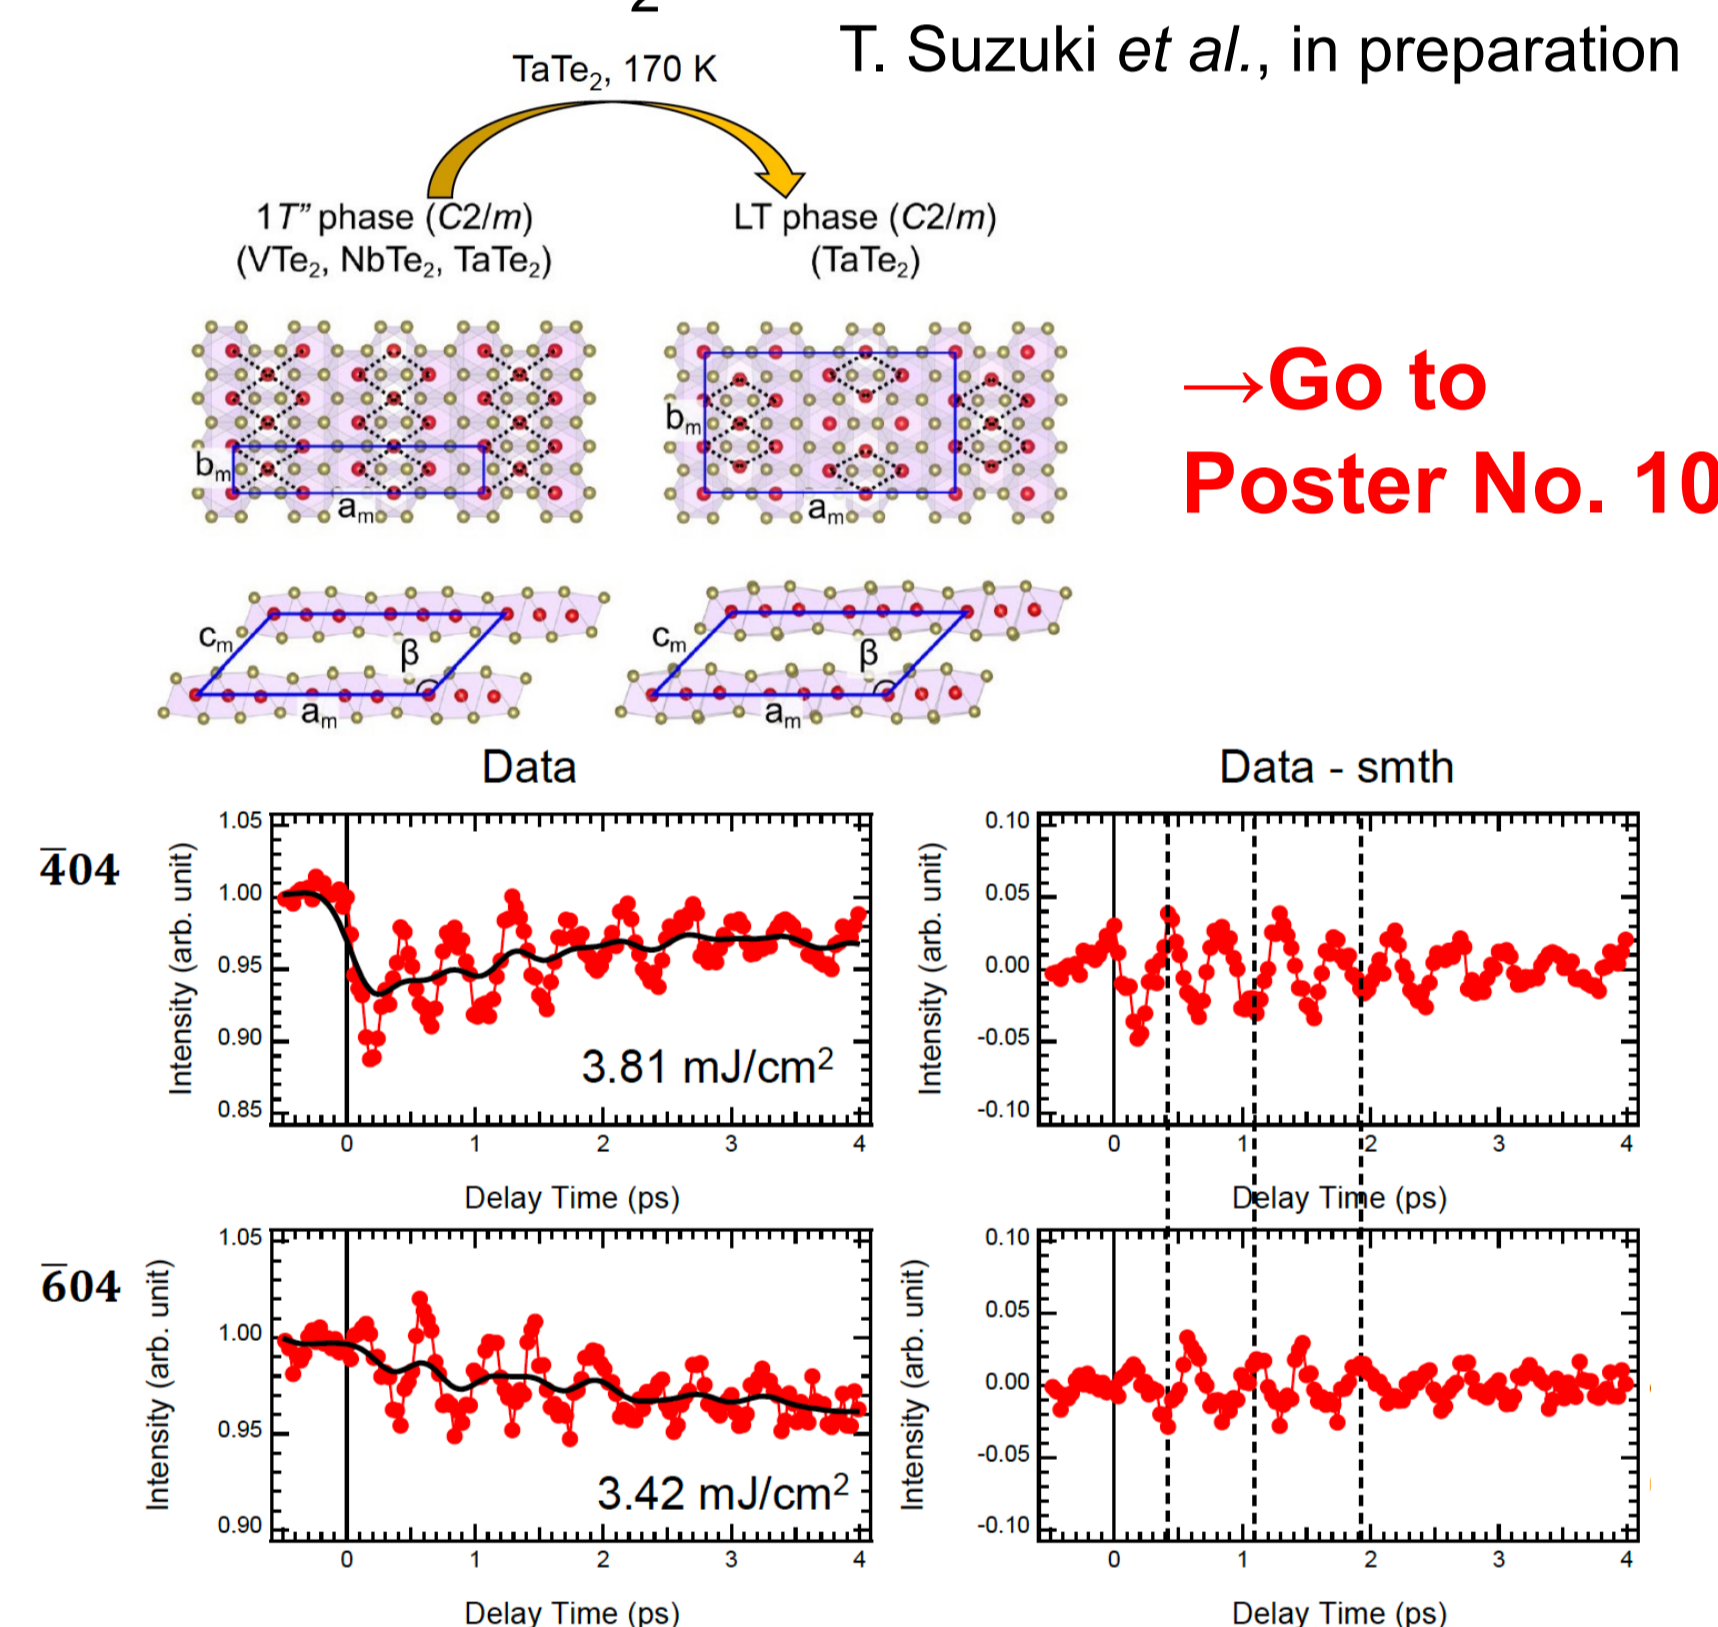 2
T. Suzuki et al., in preparation
TaTe₂, 170 K
1T” phase (C2/m)
(VTe₂, NbTe₂, TaTe₂)
LT phase (C2/m)
(TaTe₂)
→Go to
Poster No. 10
bₘ
aₘ
bₘ
aₘ
cₘ
β
aₘ
cₘ
β
aₘ
Data
Data - smth
4̅04
Intensity (arb. unit)
1.05
1.00
0.95
0.90
0.85
3.81 mJ/cm²
0 1 2 3 4
Delay Time (ps)
Intensity (arb. unit)
0.10
0.05
0.00
-0.05
-0.10
0 1 2 3 4
Delay Time (ps)
6̅04
Intensity (arb. unit)
1.05
1.00
0.95
0.90
3.42 mJ/cm²
0 1 2 3 4
Delay Time (ps)
Intensity (arb. unit)
0.10
0.05
0.00
-0.05
-0.10
0 1 2 3 4
Delay Time (ps)